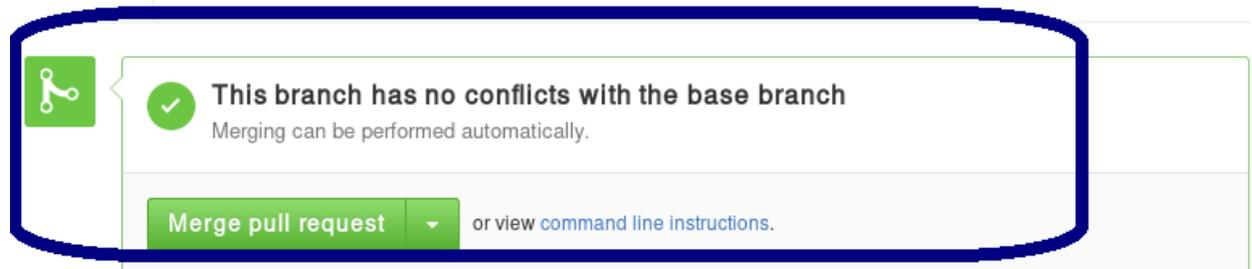 This branch has no conflicts with the base branch
Merging can be performed automatically.
Merge pull request or view command line instructions.